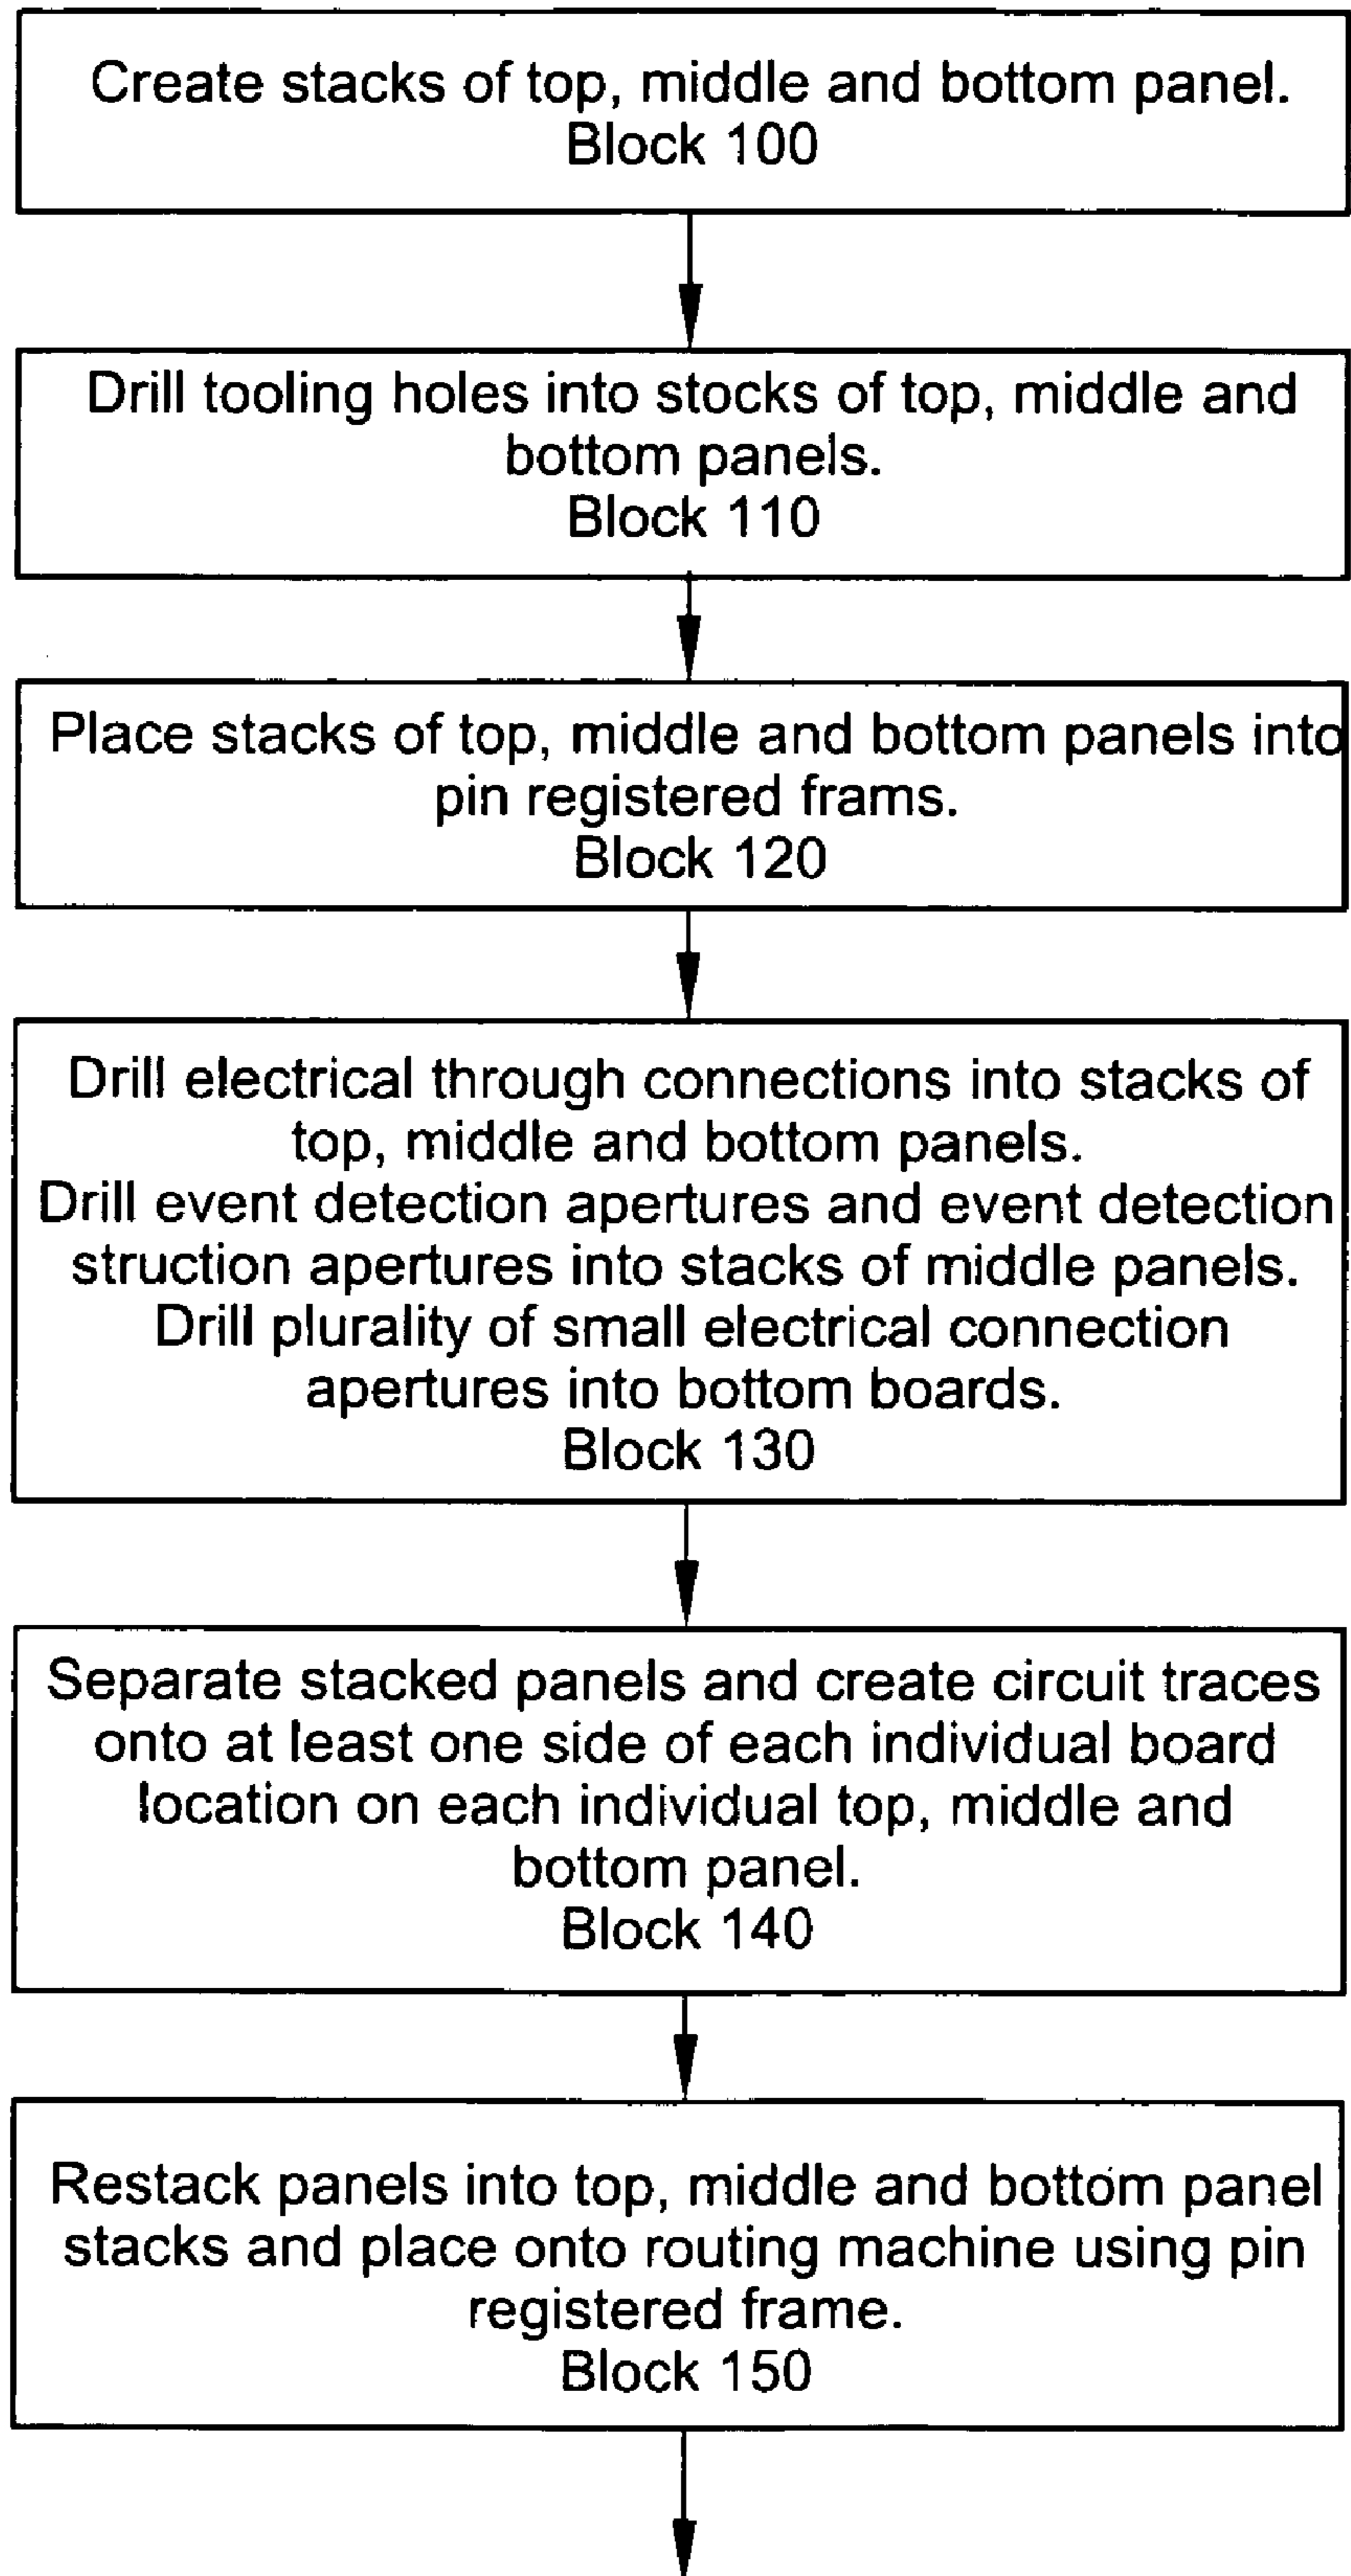 Create stacks of top, middle and bottom panel.
Block 100
Drill tooling holes into stocks of top, middle and
bottom panels.
Block 110
Place stacks of top, middle and bottom panels into
pin registered frams.
Block 120
Drill electrical through connections into stacks of
top, middle and bottom panels.
Drill event detection apertures and event detection
struction apertures into stacks of middle panels.
Drill plurality of small electrical connection
apertures into bottom boards.
Block 130
Separate stacked panels and create circuit traces
onto at least one side of each individual board
location on each individual top, middle and
bottom panel.
Block 140
Restack panels into top, middle and bottom panel
stacks and place onto routing machine using pin
registered frame.
Block 150